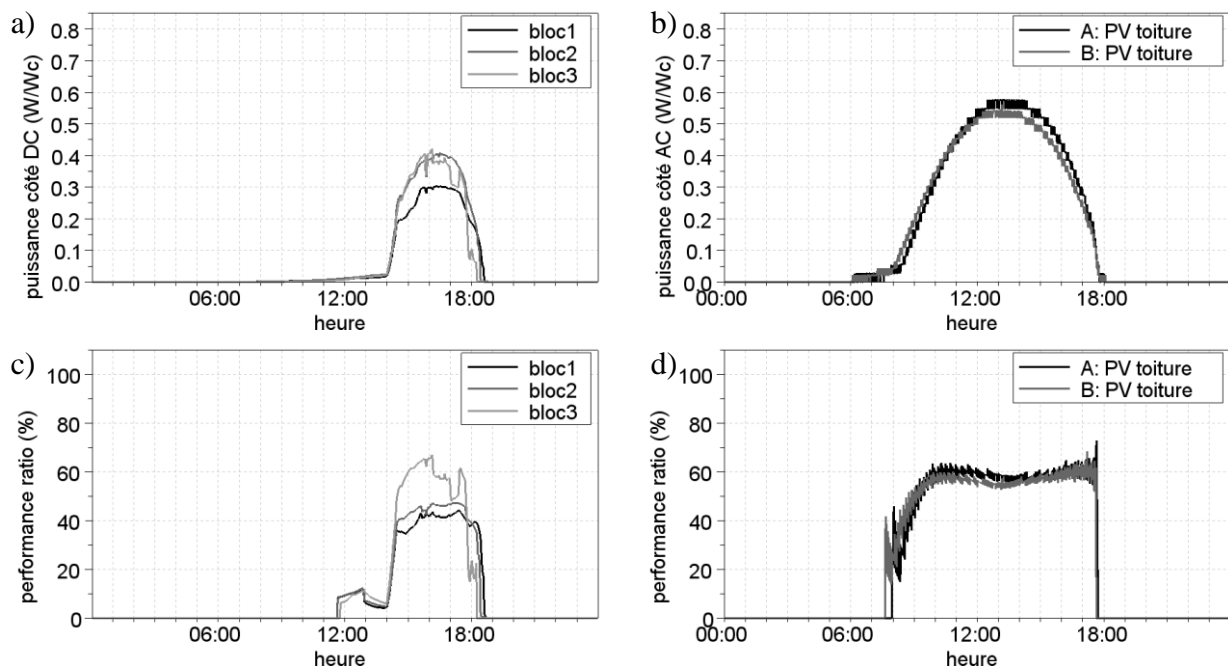 a)
puissance côté DC (W/Wc)
0.8
0.7
0.6
0.5
0.4
0.3
0.2
0.1
0.0
bloc1
bloc2
bloc3
06:00 12:00 18:00
heure
b)
puissance côté AC (W/Wc)
0.8
0.7
0.6
0.5
0.4
0.3
0.2
0.1
0.0
A: PV toiture
B: PV toiture
00:00 06:00 12:00 18:00
heure
c)
performance ratio (%)
100
80
60
40
20
0
bloc1
bloc2
bloc3
06:00 12:00 18:00
heure
d)
performance ratio (%)
100
80
60
40
20
0
A: PV toiture
B: PV toiture
00:00 06:00 12:00 18:00
heure